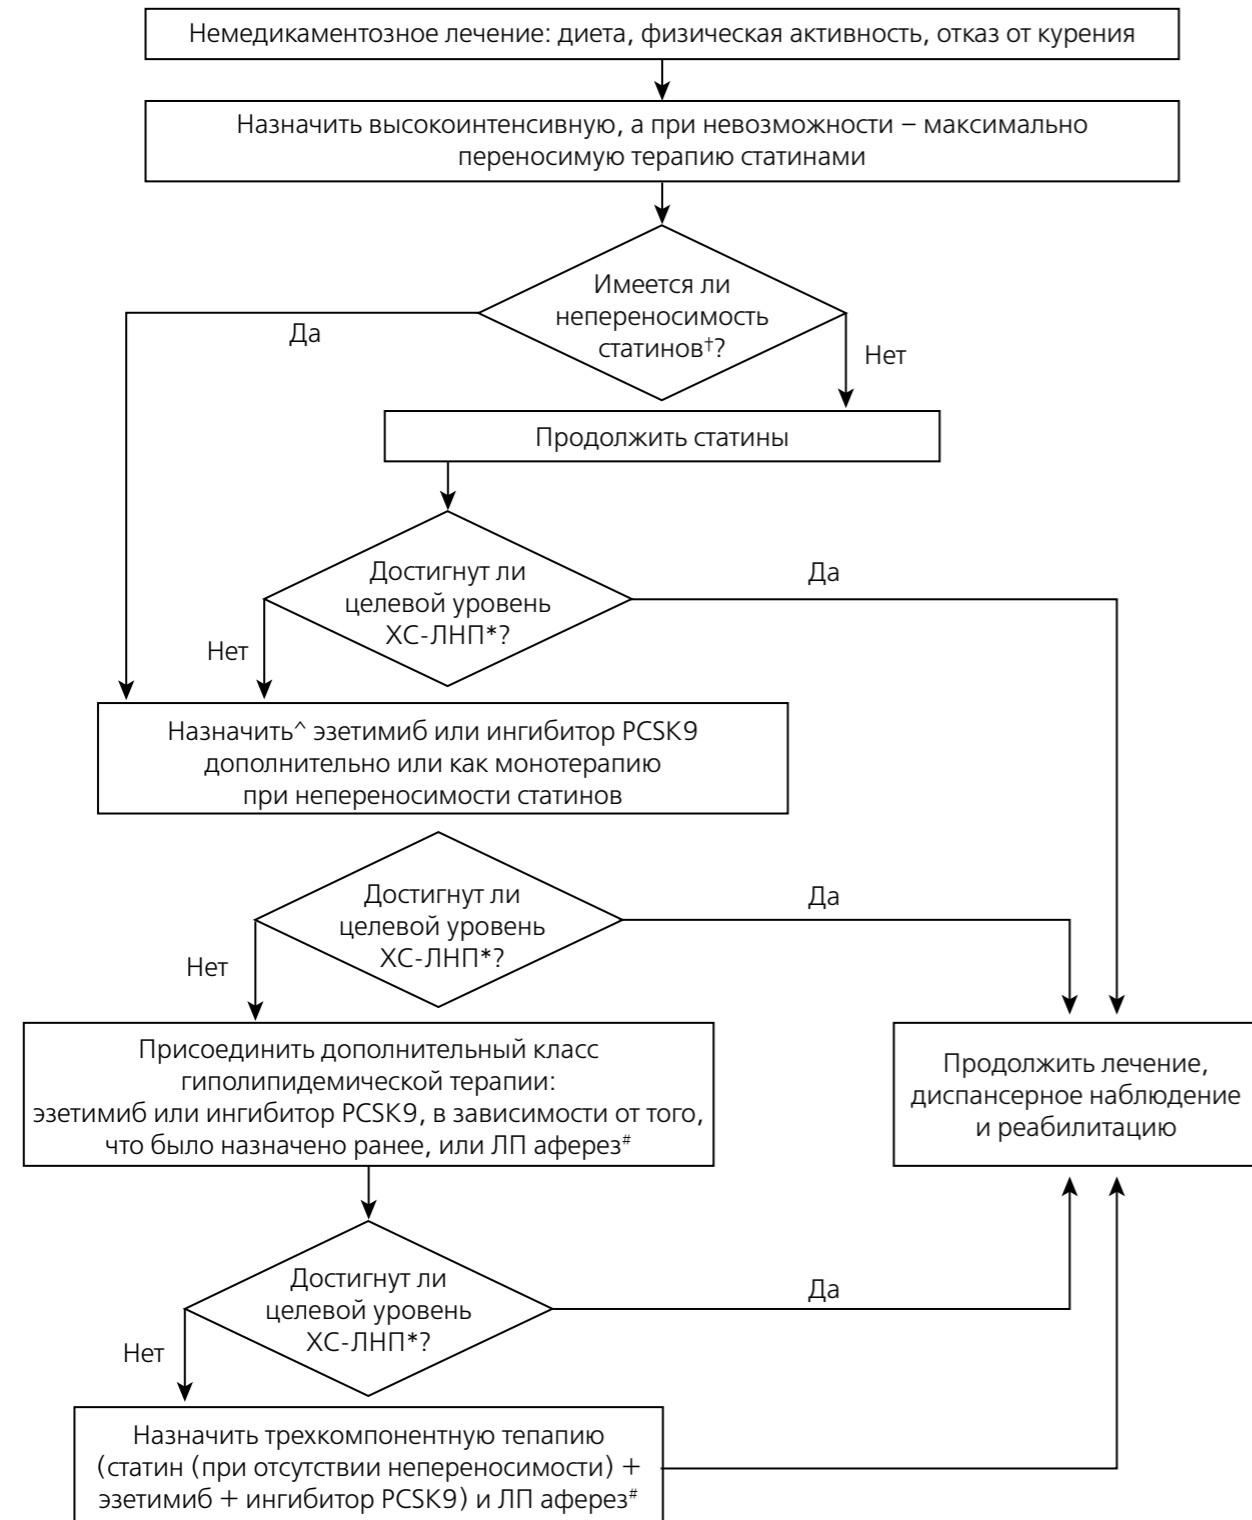 Немедикаментозное лечение: диета, физическая активность, отказ от курения
Назначить высокоинтенсивную, а при невозможности – максимально
переносимую терапию статинами
Имеется ли
непереносимость
статинов†?
Да
Нет
Продолжить статины
Достигнут ли
целевой уровень
ХС-ЛНП*?
Да
Нет
Назначить^ эзетимиб или ингибитор PCSK9
дополнительно или как монотерапию
при непереносимости статинов
Достигнут ли
целевой уровень
ХС-ЛНП*?
Да
Нет
Присоединить дополнительный класс
гиполипидемической терапии:
эзетимиб или ингибитор PCSK9, в зависимости от того,
что было назначено ранее, или ЛП аферез#
Продолжить лечение,
диспансерное наблюдение
и реабилитацию
Достигнут ли
целевой уровень
ХС-ЛНП*?
Да
Нет
Назначить трехкомпонентную тепапию
(статин (при отсутствии непереносимости) +
эзетимиб + ингибитор PCSK9) и ЛП аферез#